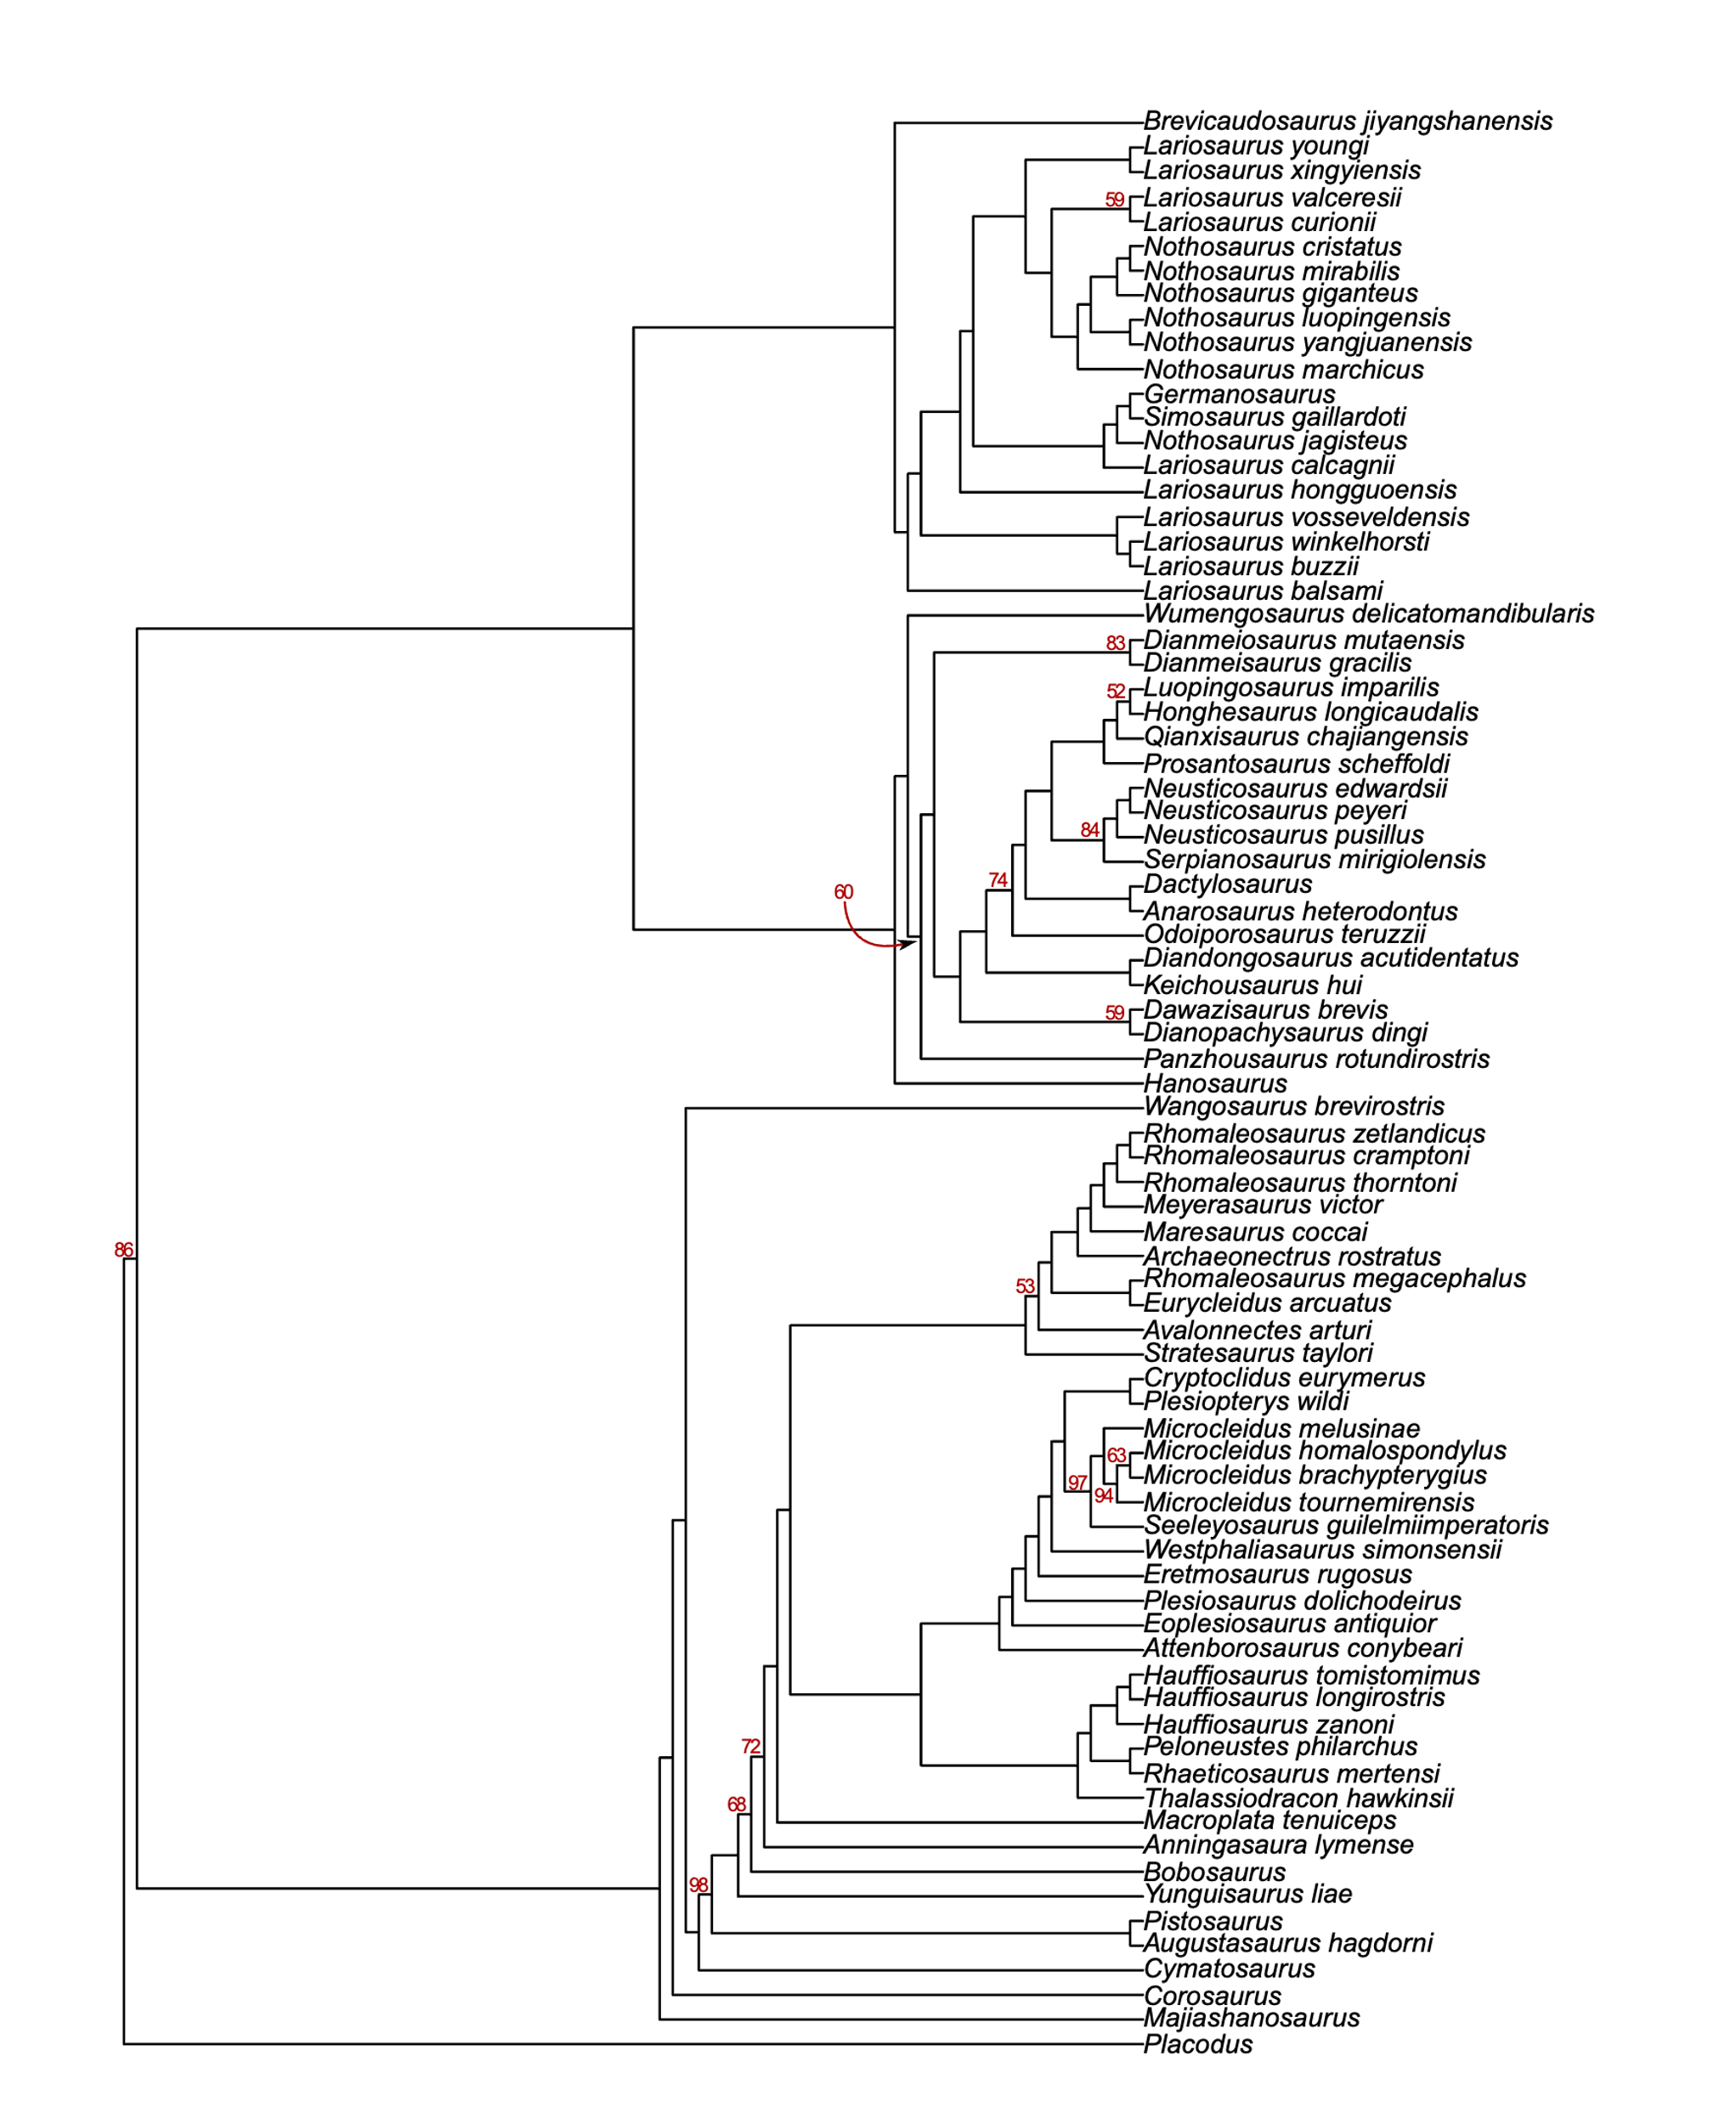 Brevicaudosaurus jiyangshanensis
Lariosaurus youngi
Lariosaurus xingyiensis
59 Lariosaurus valceresii
Lariosaurus curionii
Nothosaurus cristatus
Nothosaurus mirabilis
Nothosaurus giganteus
Nothosaurus luopingensis
Nothosaurus yangjuanensis
Nothosaurus marchicus
Germanosaurus
Simosaurus gaillardoti
Nothosaurus jagisteus
Lariosaurus calcagnii
Lariosaurus hongguoensis
Lariosaurus vosseveldensis
Lariosaurus winkelhorsti
Lariosaurus buzzii
Lariosaurus balsami
Wumengosaurus delicatomandibularis
83 Dianmeiosaurus mutaensis
Dianmeisaurus gracilis
52 Luopingosaurus imparilis
Honghesaurus longicaudalis
Qianxisaurus chajiangensis
Prosantosaurus scheffoldi
Neusticosaurus edwardsii
Neusticosaurus peyeri
84 Neusticosaurus pusillus
Serpianosaurus mirigiolensis
74 Dactylosaurus
60
Anarosaurus heterodontus
Odoiporosaurus teruzzii
Diandongosaurus acutidentatus
Keichousaurus hui
59 Dawazisaurus brevis
Dianopachysaurus dingi
Panzhousaurus rotundirostris
Hanosaurus
Wangosaurus brevirostris
Rhomaleosaurus zetlandicus
Rhomaleosaurus cramptoni
Rhomaleosaurus thorntoni
Meyerasaurus victor
Maresaurus coccai
86
Archaeonectrus rostratus
53 Rhomaleosaurus megacephalus
Eurycleidus arcuatus
Avalonnectes arturi
Stratesaurus taylori
Cryptoclidus eurymerus
Plesiopterys wildi
Microcleidus melusinae
63 Microcleidus homalospondylus
97 Microcleidus brachypterygius
94 Microcleidus tournemirensis
Seeleyosaurus guilelmiimperatoris
Westphaliasaurus simonsensii
Eretmosaurus rugosus
Plesiosaurus dolichodeirus
Eoplesiosaurus antiquior
Attenborosaurus conybeari
Hauffiosaurus tomistomimus
Hauffiosaurus longirostris
Hauffiosaurus zanoni
72 Peloneustes philarchus
Rhaeticosaurus mertensi
68 Thalassiodracon hawkinsii
Macroplata tenuiceps
Anningasaura lymense
Bobosaurus
98 Yunguisaurus liae
Pistosaurus
Augustasaurus hagdorni
Cymatosaurus
Corosaurus
Majiashanosaurus
Placodus